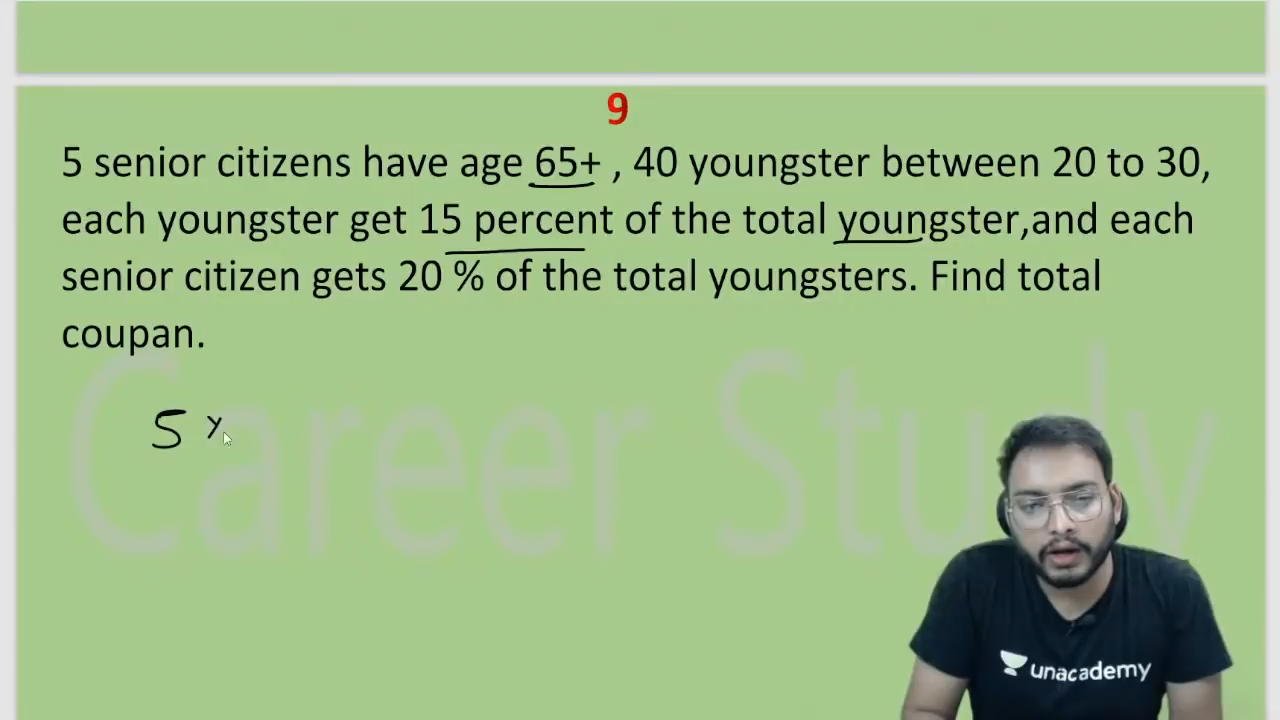 9
5 senior citizens have age 65+ , 40 youngster between 20 to 30,
each youngster get 15 percent of the total youngster,and each
senior citizen gets 20 % of the total youngsters. Find total
coupan.
Career Study
5 x
unacademy